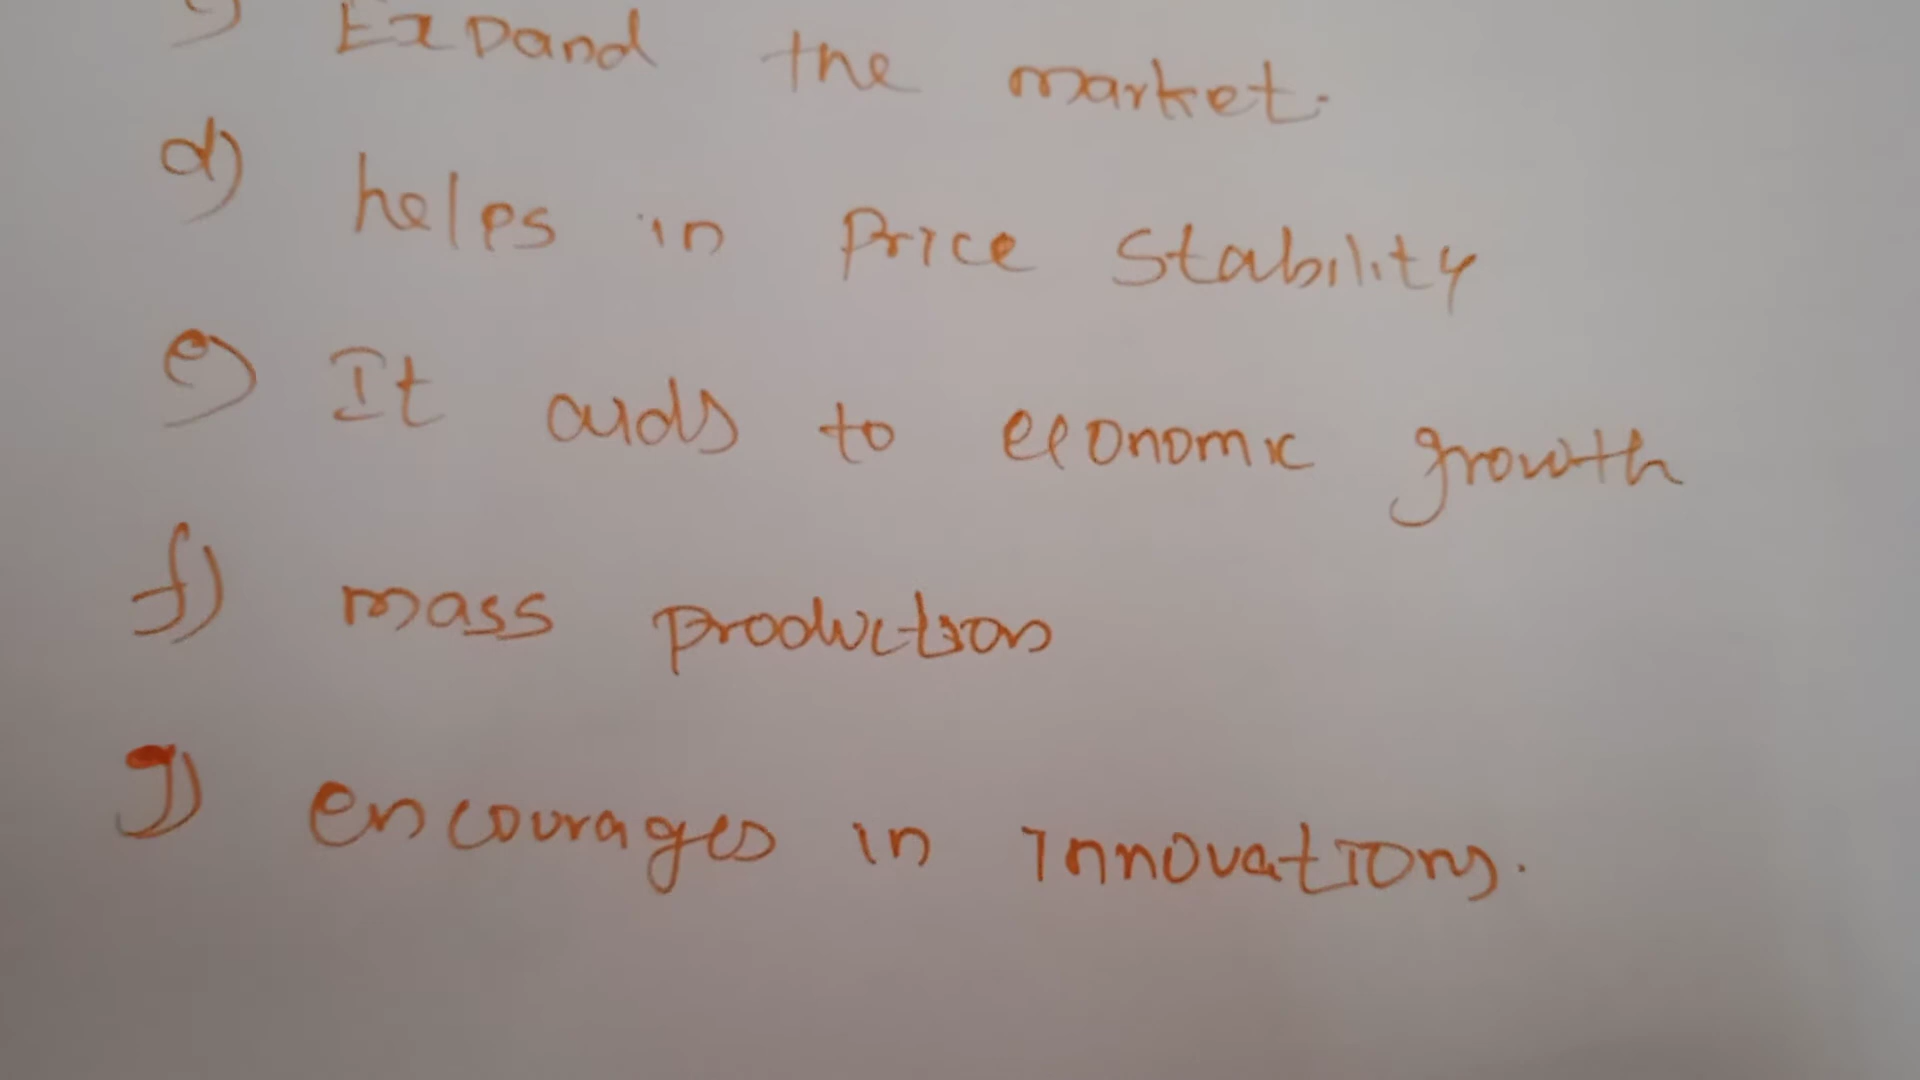 c) Expand the market.
d) helps in Price Stability
e) It aids to economic growth
f) mass production
g) encourages in innovations.